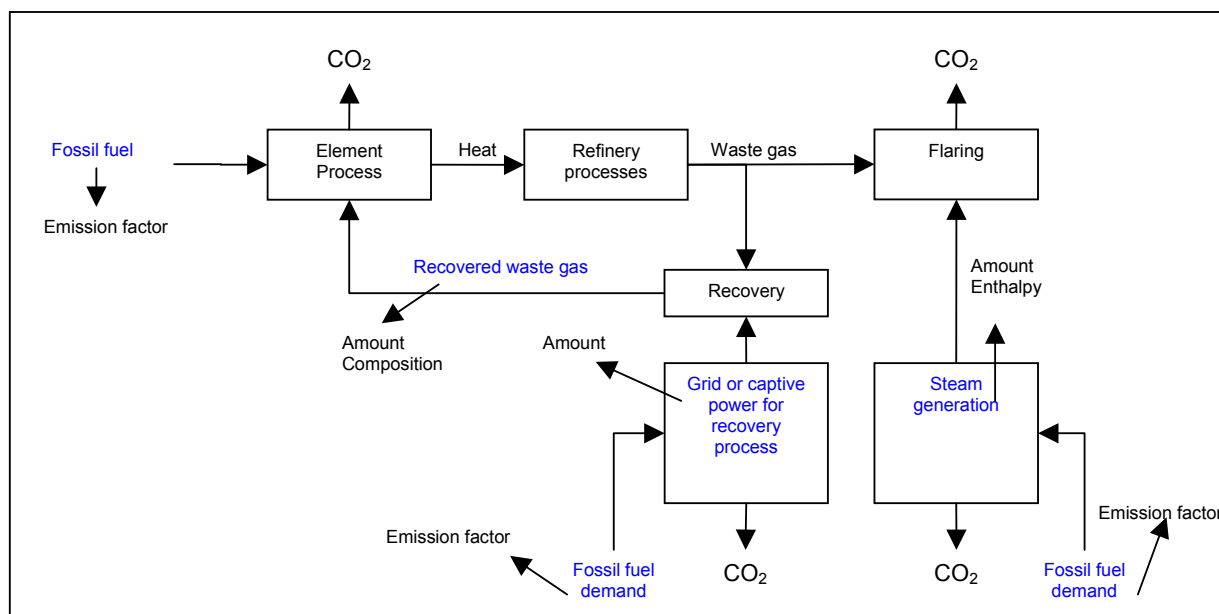 CO₂
CO₂
Fossil fuel
Element
Process
Heat
Refinery
processes
Waste gas
Flaring
Emission factor
Recovered waste gas
Recovery
Amount
Enthalpy
Amount
Composition
Amount
Grid or captive
power for
recovery
process
Steam
generation
Emission factor
Fossil fuel
demand
CO₂
CO₂
Emission factor
Fossil fuel
demand